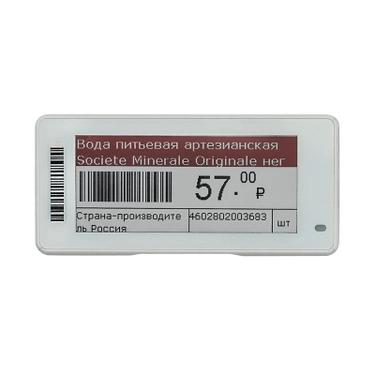 Вода питьевая артезианская
Societe Minerale Originale нег
57.00 ₽
Страна-производите
ль Россия
4602802003683
шт